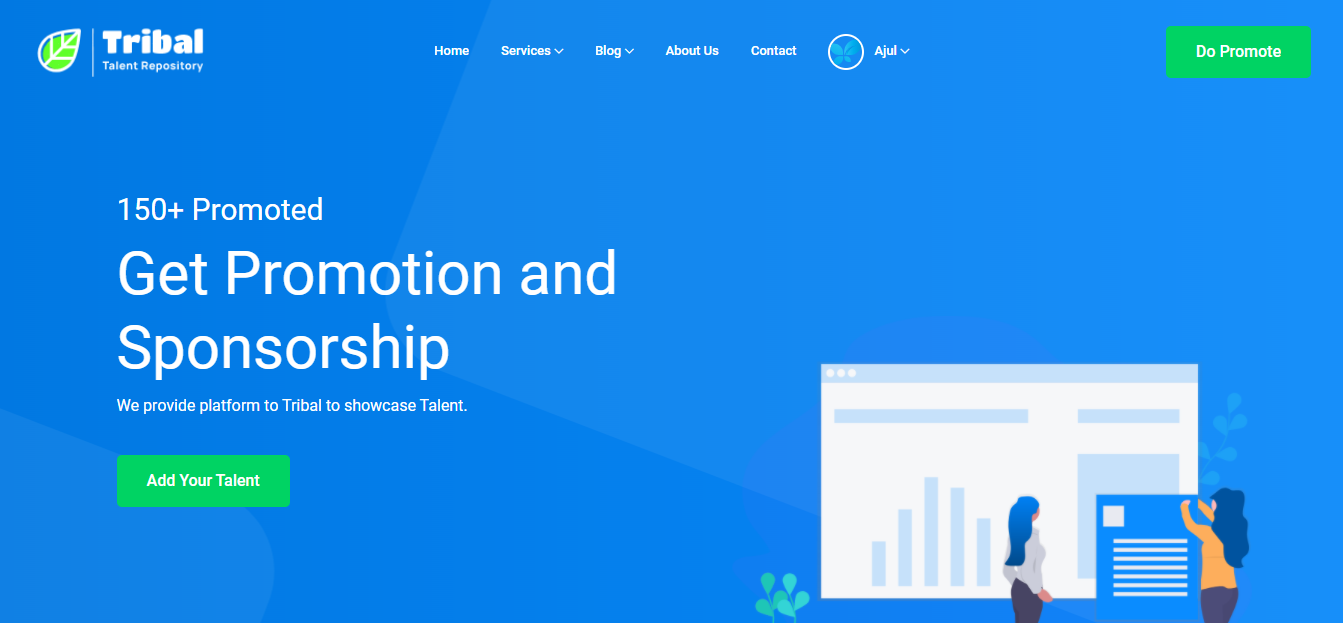 Tribal
Talent Repository
Home
Services
Blog
About Us
Contact
Ajul
Do Promote
150+ Promoted
Get Promotion and
Sponsorship
We provide platform to Tribal to showcase Talent.
Add Your Talent